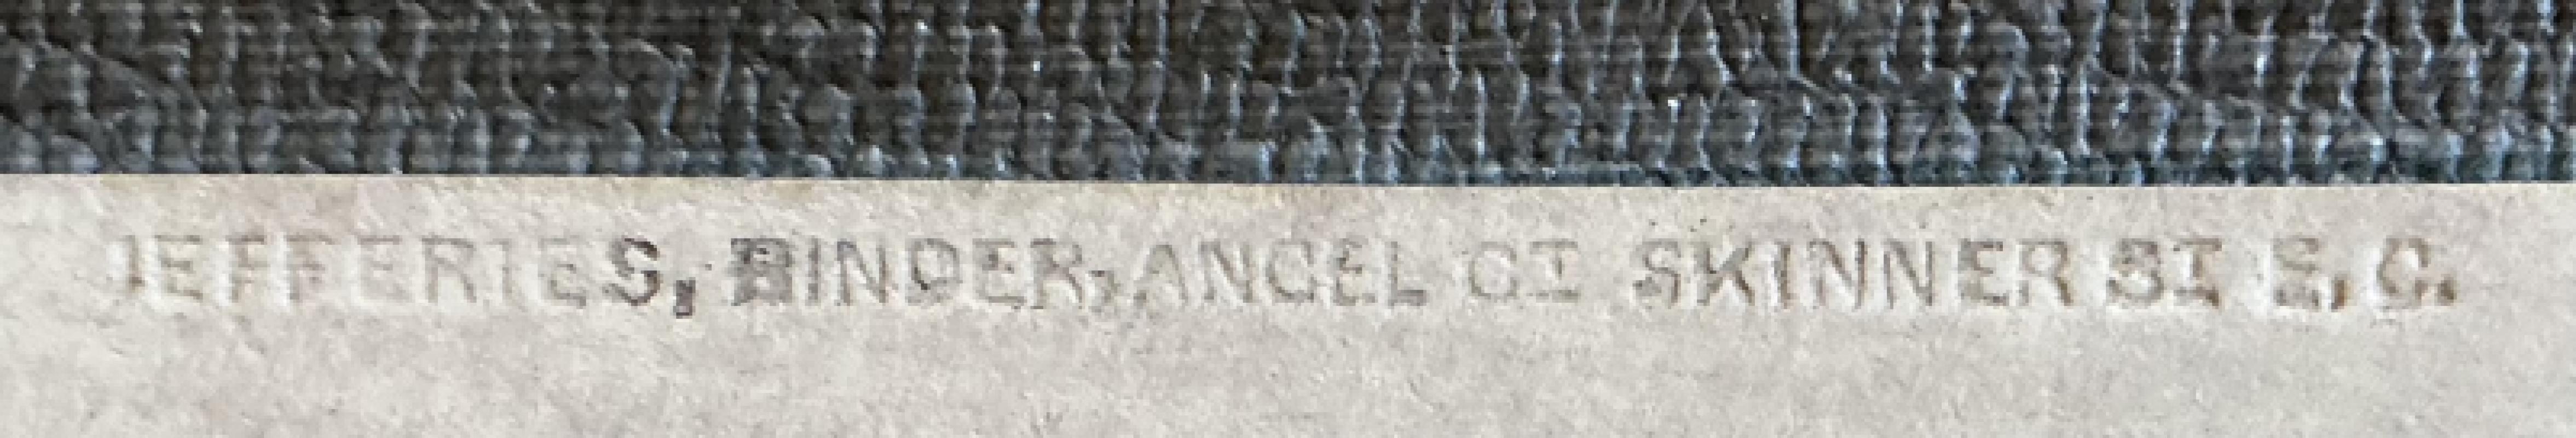 JEFFERIES, BINDER, ANGEL CT SKINNER ST E.C.